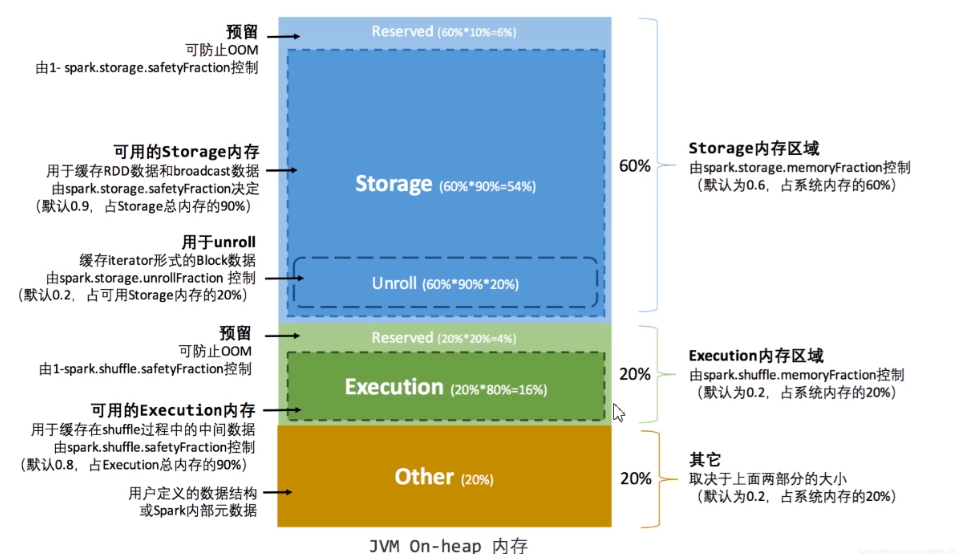 预留
可防止OOM
由1- spark.storage.safetyFraction控制
可用的Storage内存
用于缓存RDD数据和broadcast数据
由spark.storage.safetyFraction决定
（默认0.9，占Storage总内存的90%）
用于unroll
缓存iterator形式的Block数据
由spark.storage.unrollFraction 控制
（默认0.2，占可用Storage内存的20%）
预留
可防止OOM
由1-spark.shuffle.safetyFraction控制
可用的Execution内存
用于缓存在shuffle过程中的中间数据
由spark.shuffle.safetyFraction控制
（默认0.8，占Execution总内存的90%）
用户定义的数据结构
或Spark内部元数据
Reserved (60%*10%=6%)
Storage (60%*90%=54%)
Unroll (60%*90%*20%)
Reserved (20%*20%=4%)
Execution (20%*80%=16%)
Other (20%)
JVM On-heap 内存
60%
Storage内存区域
由spark.storage.memoryFraction控制
（默认为0.6，占系统内存的60%）
20%
Execution内存区域
由spark.shuffle.memoryFraction控制
（默认为0.2，占系统内存的20%）
20%
其它
取决于上面两部分的大小
（默认为0.2，占系统内存的20%）